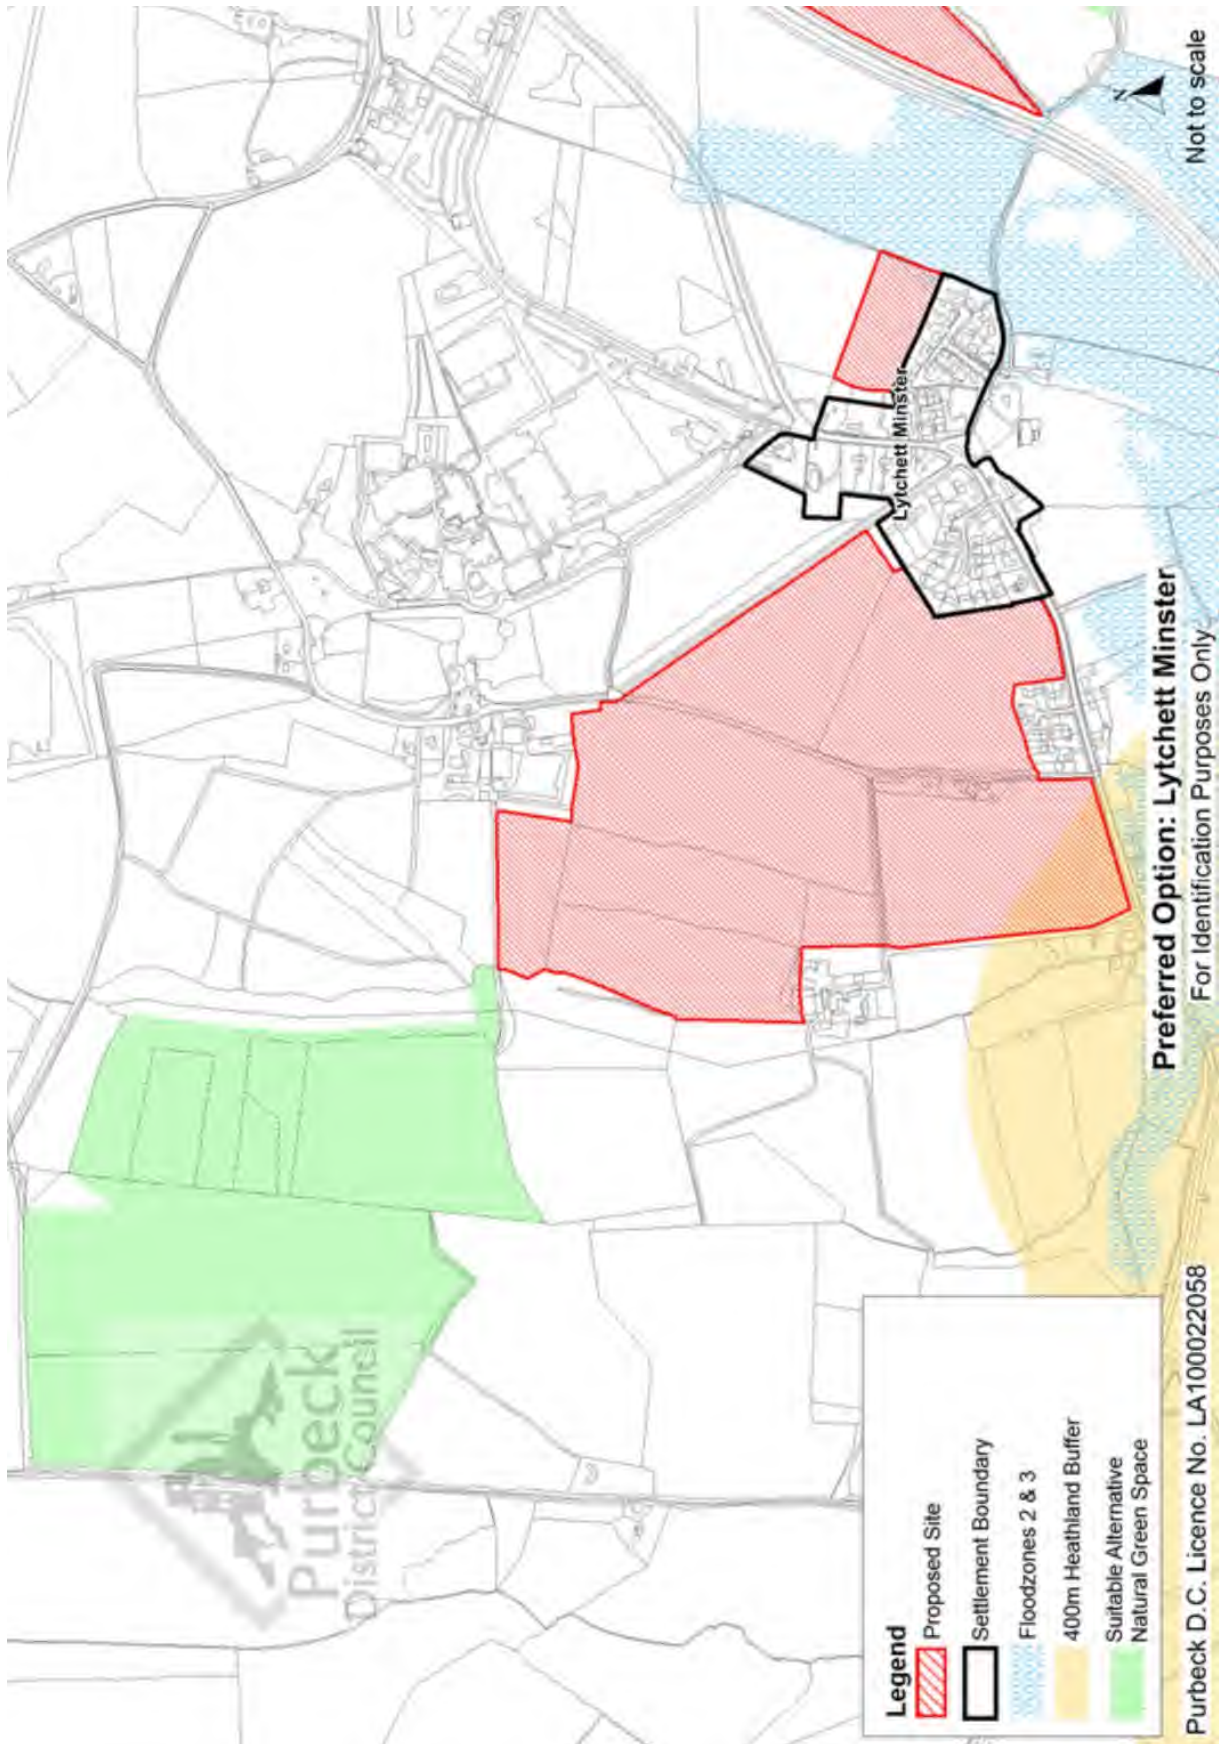 Purbeck
District Council
Lytchett Minster
N
Not to scale
Preferred Option: Lytchett Minster
For Identification Purposes Only
Legend
Proposed Site
Settlement Boundary
Floodzones 2 & 3
400m Heathland Buffer
Suitable Alternative
Natural Green Space
Purbeck D.C. Licence No. LA100022058